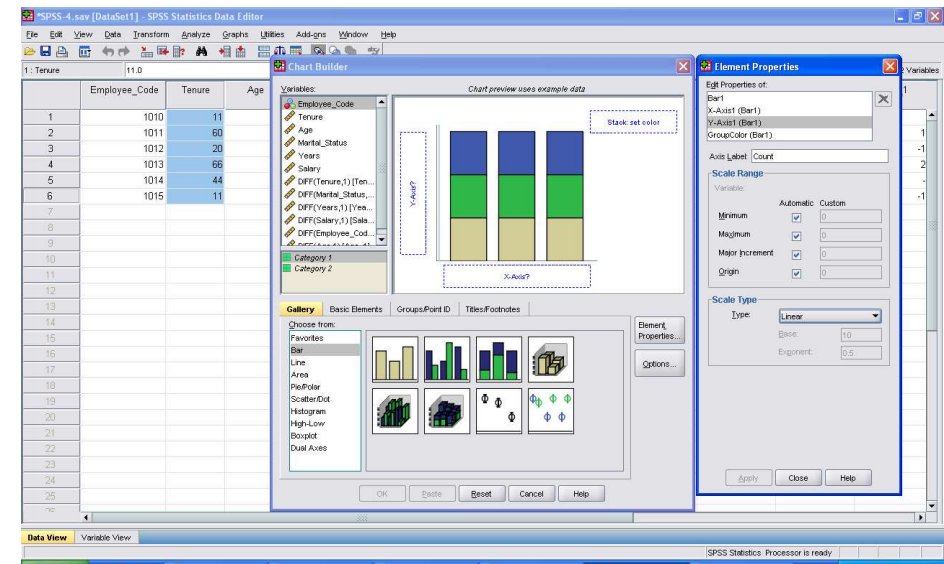 *SPSS-4.sav [DataSet1] - SPSS Statistics Data Editor
File Edit View Data Transform Analyze Graphs Utilities Add-ons Window Help
1 : Tenure 11.0
2 Variables
Employee_Code Tenure Age
1 1010 11
2 1011 60 1
3 1012 20 -1
4 1013 66 2
5 1014 44
6 1015 11 -1
7
8
9
10
11
12
13
14
15
16
17
18
19
20
21
22
23
24
25
Data View Variable View
SPSS Statistics Processor is ready
Chart Builder
Variables:
Chart preview uses example data
Employee_Code
Tenure
Age
Marital_Status
Years
Salary
DIFF(Tenure,1) [Ten...
DIFF(Marital_Status,...
DIFF(Years,1) [Yea...
DIFF(Salary,1) [Sala...
DIFF(Employee_Cod...
Category 1
Category 2
Stack: set color
Y-Axis?
X-Axis?
Gallery Basic Elements Groups/Point ID Titles/Footnotes
Choose from:
Favorites
Bar
Line
Area
Pie/Polar
Scatter/Dot
Histogram
High-Low
Boxplot
Dual Axes
Element Properties...
Options...
OK Paste Reset Cancel Help
Element Properties
Edit Properties of:
Bar1
X-Axis1 (Bar1)
Y-Axis1 (Bar1)
GroupColor (Bar1)
Axis Label: Count
Scale Range
Variable:
Automatic Custom
Minimum 0
Maximum 0
Major Increment 0
Origin 0
Scale Type
Type: Linear
Base: 10
Exponent: 0.5
Apply Close Help